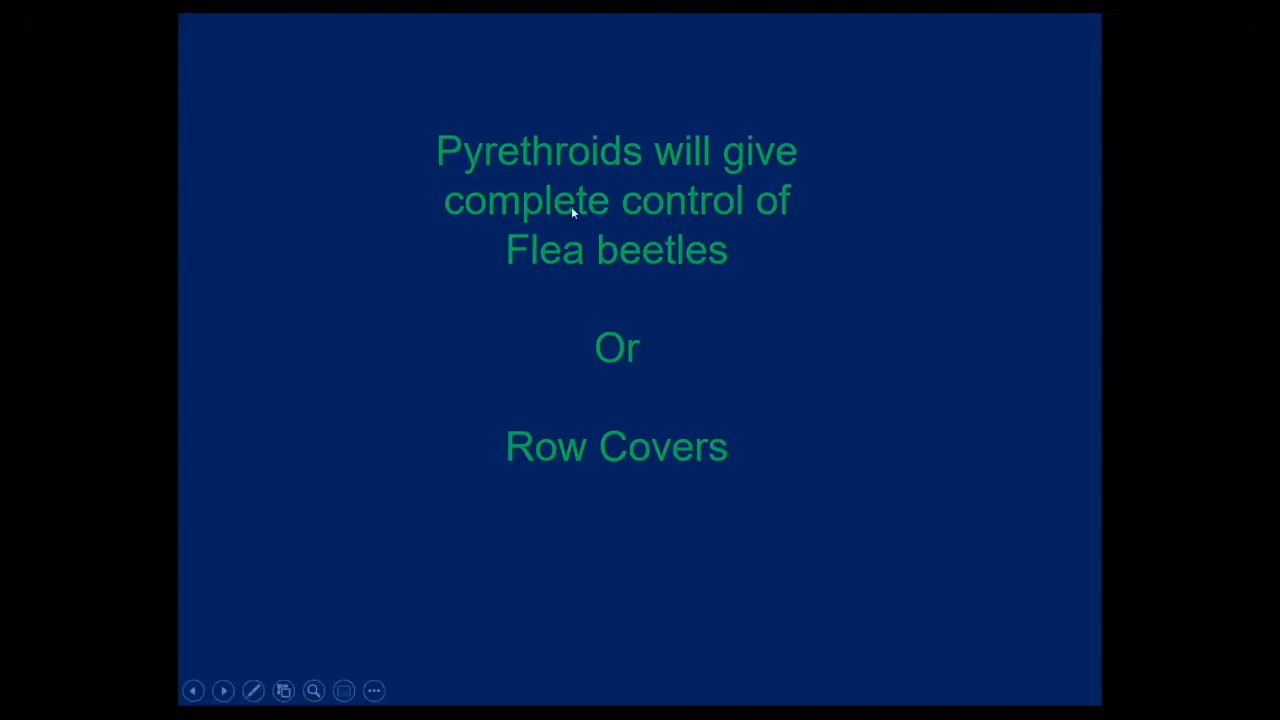 Pyrethroids will give
complete control of
Flea beetles
Or
Row Covers